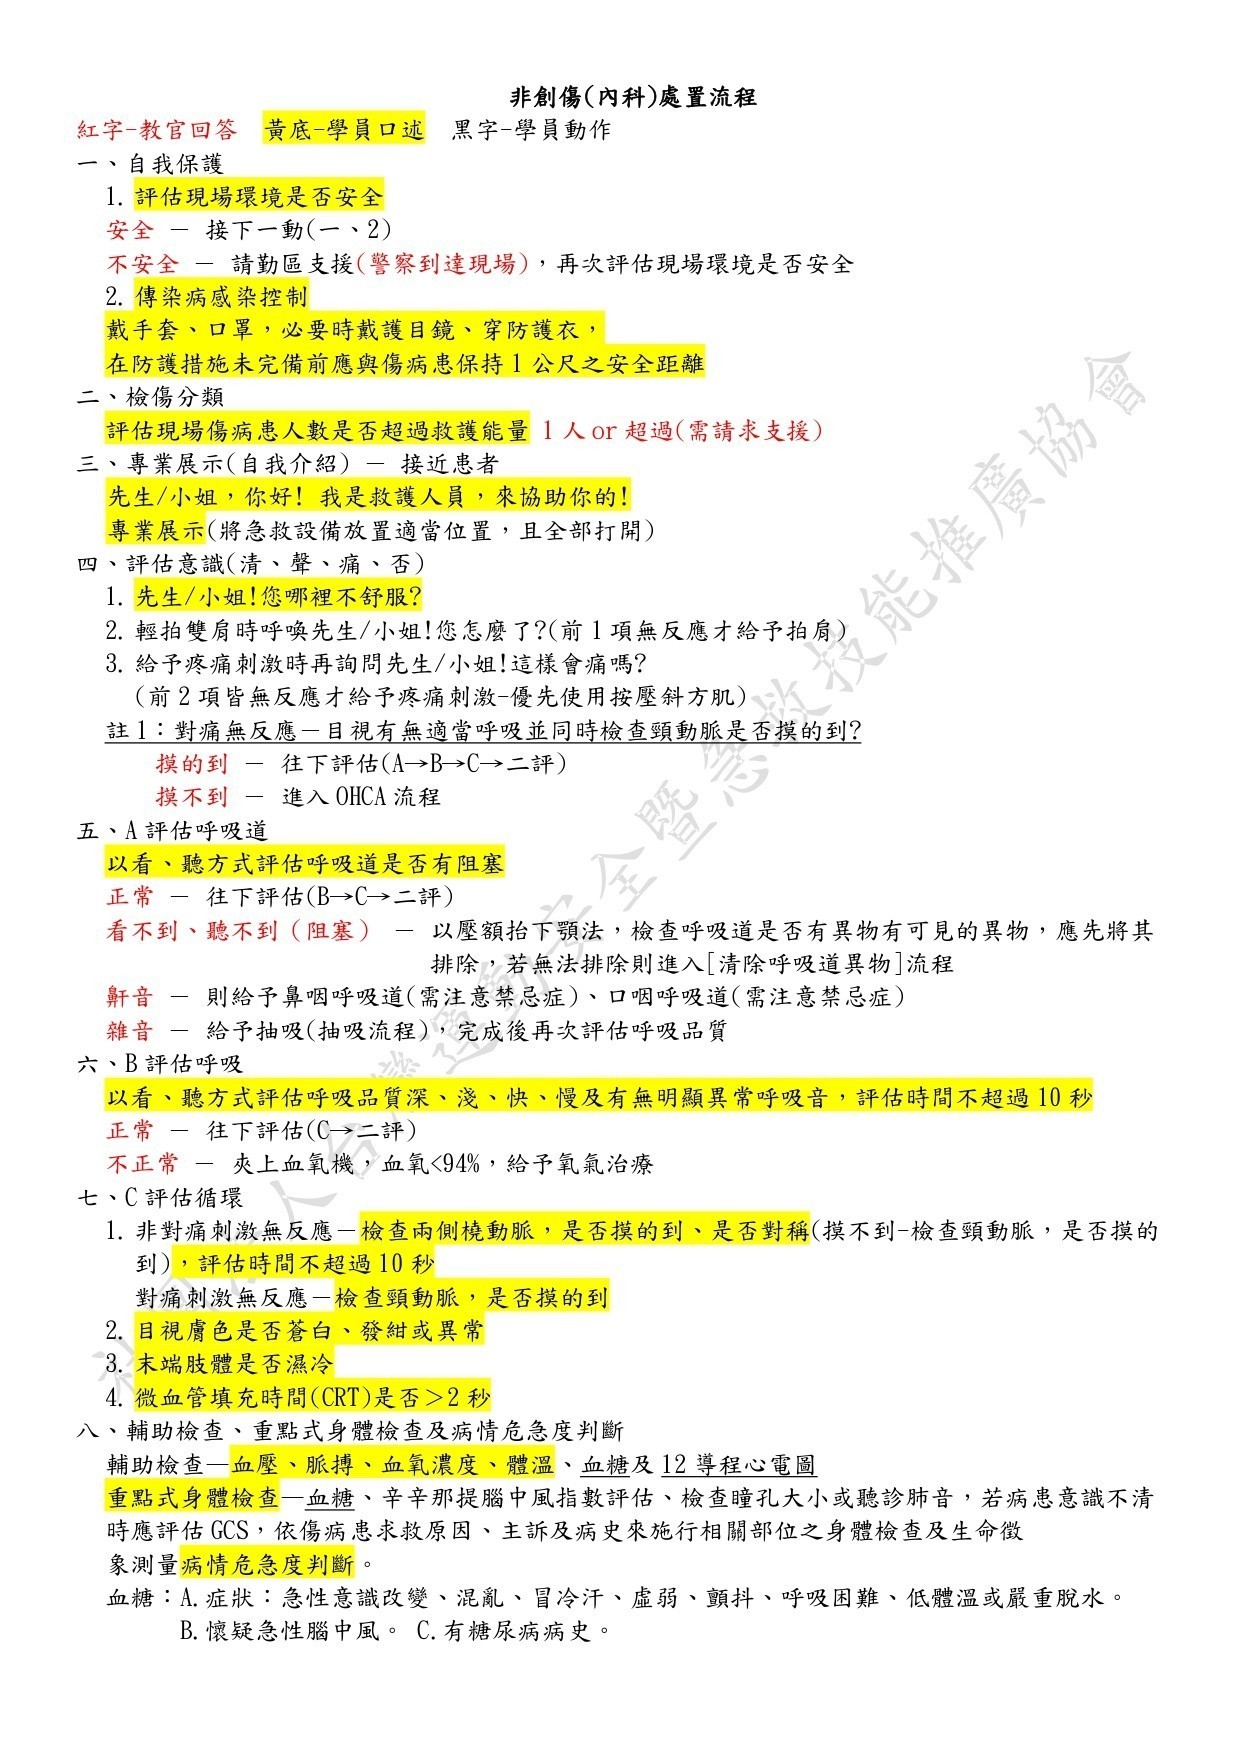 非創傷(內科)處置流程
紅字-教官回答 黃底-學員口述 黑字-學員動作
一、自我保護
1. 評估現場環境是否安全
安全 － 接下一動(一、2)
不安全 － 請勤區支援(警察到達現場)，再次評估現場環境是否安全
2. 傳染病感染控制
戴手套、口罩，必要時戴護目鏡、穿防護衣，
在防護措施未完備前應與傷病患保持 1 公尺之安全距離
二、檢傷分類
評估現場傷病患人數是否超過救護能量 1 人 or 超過(需請求支援)
三、專業展示(自我介紹) － 接近患者
先生/小姐，你好! 我是救護人員，來協助你的!
專業展示(將急救設備放置適當位置，且全部打開)
四、評估意識(清、聲、痛、否)
1. 先生/小姐!您哪裡不舒服?
2. 輕拍雙肩時呼喚先生/小姐!您怎麼了?(前 1 項無反應才給予拍肩)
3. 給予疼痛刺激時再詢問先生/小姐!這樣會痛嗎?
(前 2 項皆無反應才給予疼痛刺激-優先使用按壓斜方肌)
註 1：對痛無反應－目視有無適當呼吸並同時檢查頸動脈是否摸的到?
摸的到 － 往下評估(A→B→C→二評)
摸不到 － 進入 OHCA 流程
五、A 評估呼吸道
以看、聽方式評估呼吸道是否有阻塞
正常 － 往下評估(B→C→二評)
看不到、聽不到（阻塞） － 以壓額抬下顎法，檢查呼吸道是否有異物有可見的異物，應先將其
排除，若無法排除則進入[清除呼吸道異物]流程
鼾音 － 則給予鼻咽呼吸道(需注意禁忌症)、口咽呼吸道(需注意禁忌症)
雜音 － 給予抽吸(抽吸流程)，完成後再次評估呼吸品質
六、B 評估呼吸
以看、聽方式評估呼吸品質深、淺、快、慢及有無明顯異常呼吸音，評估時間不超過 10 秒
正常 － 往下評估(C→二評)
不正常 － 夾上血氧機，血氧<94%，給予氧氣治療
七、C 評估循環
1. 非對痛刺激無反應－檢查兩側橈動脈，是否摸的到、是否對稱(摸不到-檢查頸動脈，是否摸的
到)，評估時間不超過 10 秒
對痛刺激無反應－檢查頸動脈，是否摸的到
2. 目視膚色是否蒼白、發紺或異常
3. 末端肢體是否濕冷
4. 微血管填充時間(CRT)是否＞2 秒
八、輔助檢查、重點式身體檢查及病情危急度判斷
輔助檢查—血壓、脈搏、血氧濃度、體溫、血糖及 12 導程心電圖
重點式身體檢查—血糖、辛辛那提腦中風指數評估、檢查瞳孔大小或聽診肺音，若病患意識不清
時應評估 GCS，依傷病患求救原因、主訴及病史來施行相關部位之身體檢查及生命徵
象測量病情危急度判斷。
血糖：A.症狀：急性意識改變、混亂、冒冷汗、虛弱、顫抖、呼吸困難、低體溫或嚴重脫水。
B.懷疑急性腦中風。 C.有糖尿病病史。
社團法人台灣運動安全暨急救技能推廣協會